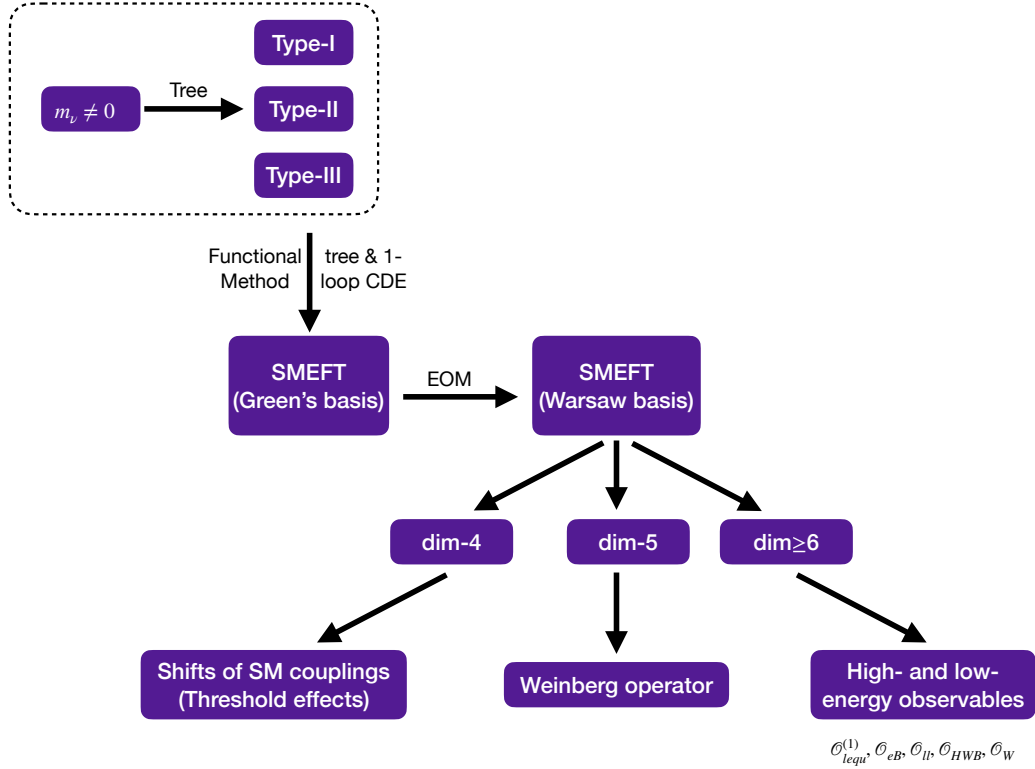 Type-I
m_ν ≠ 0
Tree
Type-II
Type-III
Functional
Method
tree & 1-
loop CDE
SMEFT
(Green's basis)
EOM
SMEFT
(Warsaw basis)
dim-4
dim-5
dim≥6
Shifts of SM couplings
(Threshold effects)
Weinberg operator
High- and low-
energy observables
𝒪_{lequ}^{(1)}, 𝒪_{eB}, 𝒪_{ll}, 𝒪_{HWB}, 𝒪_W